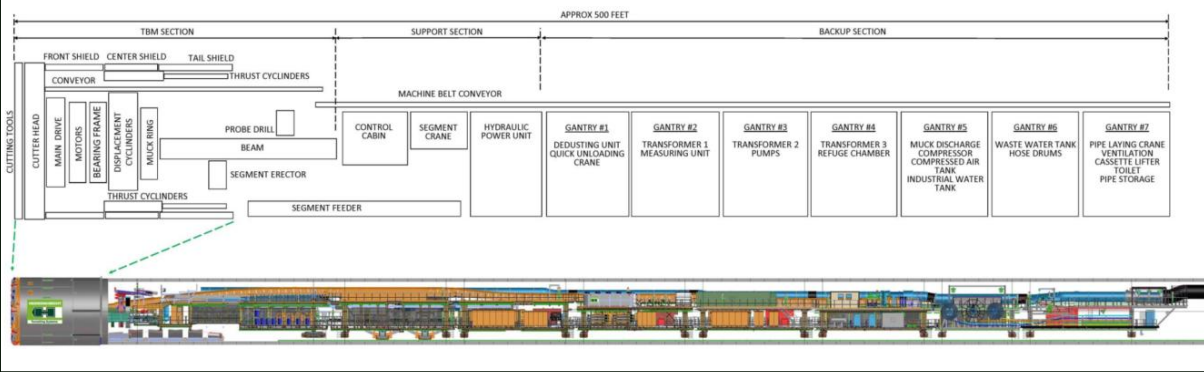 APPROX 500 FEET
TBM SECTION
SUPPORT SECTION
BACKUP SECTION
FRONT SHIELD
CENTER SHIELD
TAIL SHIELD
THRUST CYCLINDERS
CONVEYOR
MACHINE BELT CONVEYOR
CUTTING TOOLS
CUTTER HEAD
MAIN DRIVE
MOTORS
BEARING FRAME
DISPLACEMENT
CYCLINDERS
MUCK RING
PROBE DRILL
BEAM
SEGMENT ERECTOR
THRUST CYCLINDERS
SEGMENT FEEDER
CONTROL
CABIN
SEGMENT
CRANE
HYDRAULIC
POWER UNIT
GANTRY #1
DEDUSTING UNIT
QUICK UNLOADING
CRANE
GANTRY #2
TRANSFORMER 1
MEASURING UNIT
GANTRY #3
TRANSFORMER 2
PUMPS
GANTRY #4
TRANSFORMER 3
REFUGE CHAMBER
GANTRY #5
MUCK DISCHARGE
COMPRESSOR
COMPRESSED AIR
TANK
INDUSTRIAL WATER
TANK
GANTRY #6
WASTE WATER TANK
HOSE DRUMS
GANTRY #7
PIPE LAYING CRANE
VENTILATION
CASSETTE LIFTER
TOILET
PIPE STORAGE